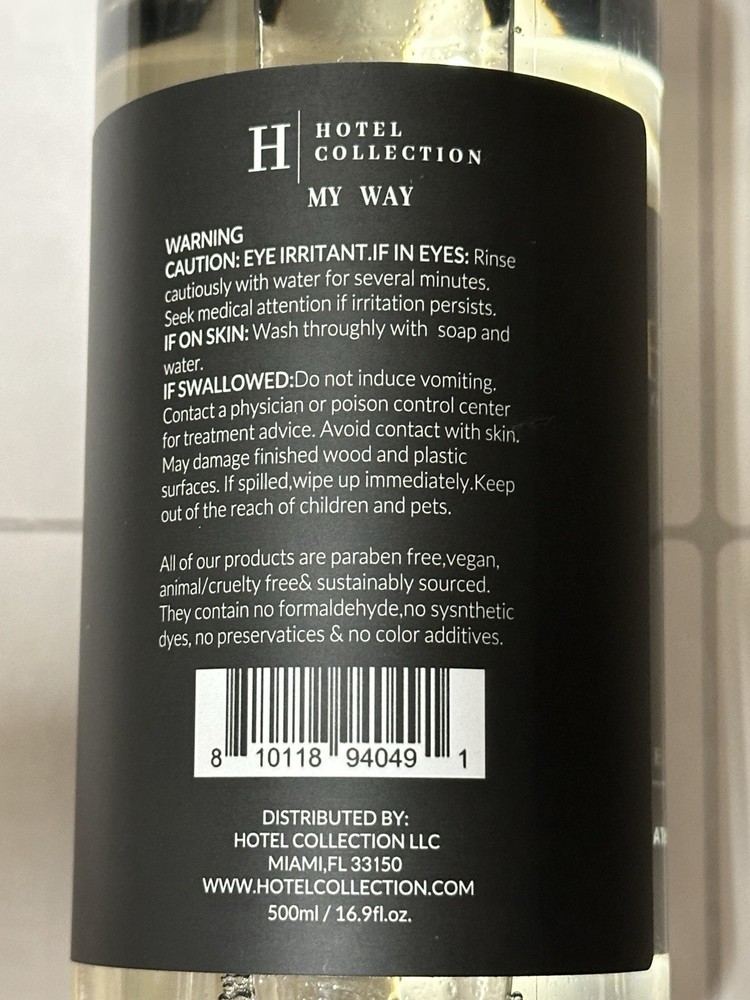 H
HOTEL
COLLECTION
MY WAY
WARNING
CAUTION: EYE IRRITANT.IF IN EYES: Rinse
cautiously with water for several minutes.
Seek medical attention if irritation persists.
IF ON SKIN: Wash throughly with soap and
water.
IF SWALLOWED:Do not induce vomiting.
Contact a physician or poison control center
for treatment advice. Avoid contact with skin.
May damage finished wood and plastic
surfaces. If spilled,wipe up immediately.Keep
out of the reach of children and pets.
All of our products are paraben free,vegan,
animal/cruelty free& sustainably sourced.
They contain no formaldehyde,no sysnthetic
dyes, no preservatices & no color additives.
8 10118 94049 1
DISTRIBUTED BY:
HOTEL COLLECTION LLC
MIAMI,FL 33150
WWW.HOTELCOLLECTION.COM
500ml / 16.9fl.oz.